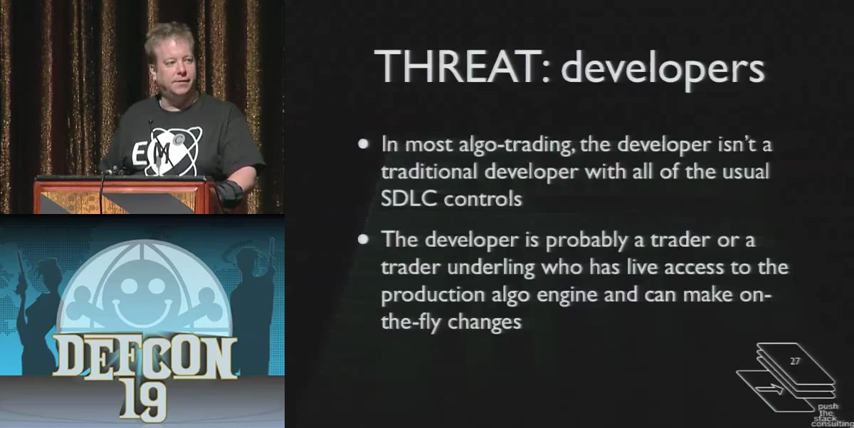 THREAT: developers
In most algo-trading, the developer isn't a
traditional developer with all of the usual
SDLC controls
The developer is probably a trader or a
trader underling who has live access to the
production algo engine and can make on-
the-fly changes
27
push
the
stack
consulting
DEFCON
19